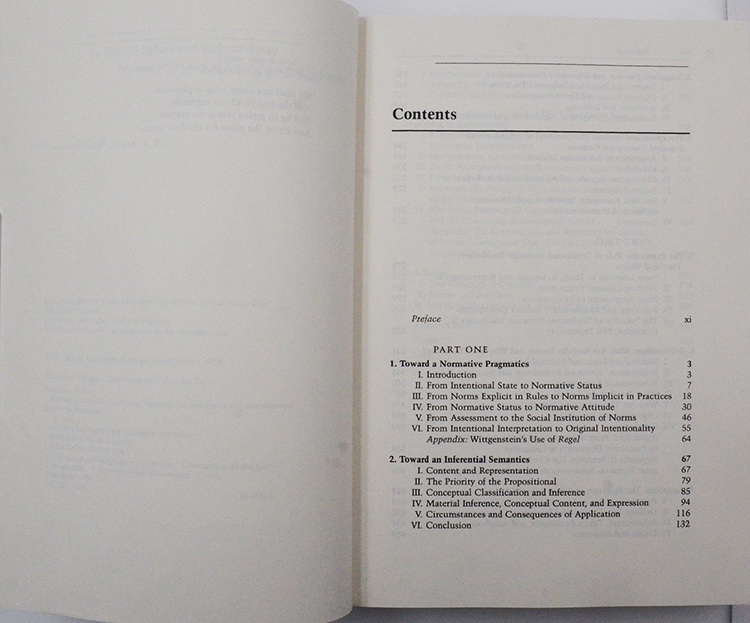 Contents
Preface xi
PART ONE
1. Toward a Normative Pragmatics 3
I. Introduction 3
II. From Intentional State to Normative Status 7
III. From Norms Explicit in Rules to Norms Implicit in Practices 18
IV. From Normative Status to Normative Attitude 30
V. From Assessment to the Social Institution of Norms 46
VI. From Intentional Interpretation to Original Intentionality 55
Appendix: Wittgenstein's Use of Regel 64
2. Toward an Inferential Semantics 67
I. Content and Representation 67
II. The Priority of the Propositional 79
III. Conceptual Classification and Inference 85
IV. Material Inference, Conceptual Content, and Expression 94
V. Circumstances and Consequences of Application 116
VI. Conclusion 132